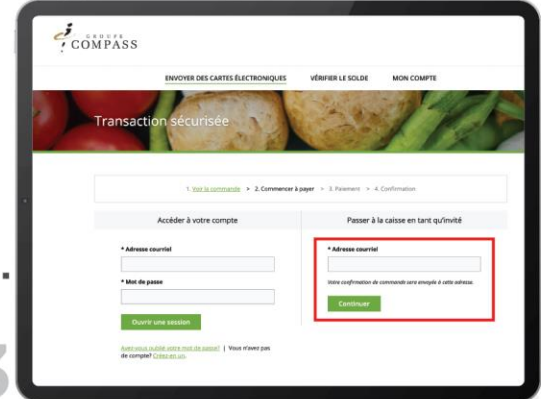 GROUPE
COMPASS
ENVOYER DES CARTES ÉLECTRONIQUES
VÉRIFIER LE SOLDE
MON COMPTE
Transaction sécurisée
1. Voir la commande > 2. Commencer à payer > 3. Paiement > 4. Confirmation
Accéder à votre compte
* Adresse courriel
* Mot de passe
Ouvrir une session
Avez-vous oublié votre mot de passe? | Vous n'avez pas
de compte? Créez-en un.
Passer à la caisse en tant qu'invité
* Adresse courriel
Votre confirmation de commande sera envoyée à cette adresse.
Continuer